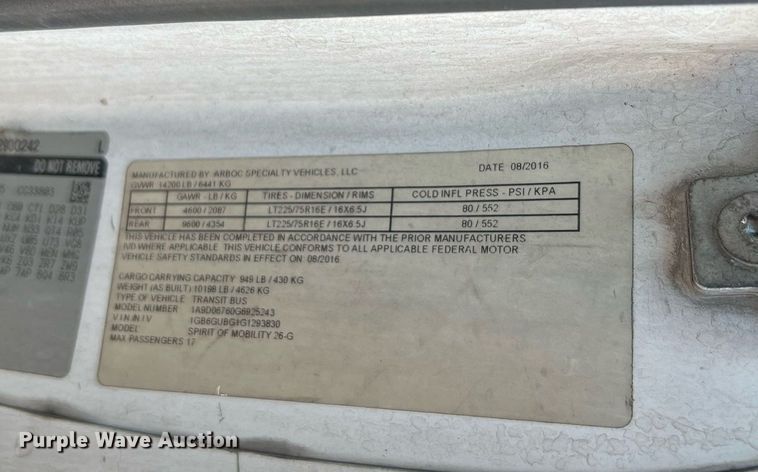 L
DO NOT REMOVE
MANUFACTURED BY ARBOC SPECIALTY VEHICLES, LLC
DATE 08/2016
GVWR 14200 LB / 6441 KG
GAWR - LB / KG TIRES - DIMENSION / RIMS COLD INFL PRESS - PSI / KPA
FRONT 4600 / 2087 LT225/75R16E / 16X6.5J 80 / 552
REAR 9600 / 4354 LT225/75R16E / 16X6.5J 80 / 552
THIS VEHICLE HAS BEEN COMPLETED IN ACCORDANCE WITH THE PRIOR MANUFACTURERS
IVD WHERE APPLICABLE. THIS VEHICLE CONFORMS TO ALL APPLICABLE FEDERAL MOTOR
VEHICLE SAFETY STANDARDS IN EFFECT ON: 08/2016
CARGO CARRYING CAPACITY: 949 LB / 430 KG
WEIGHT (AS BUILT) 10198 LB / 4626 KG
TYPE OF VEHICLE TRANSIT BUS
MODEL NUMBER 1A9D06760G6925243
V I N /IN / V 1GB6GUBG1G1293830
MODEL SPIRIT OF MOBILITY 26-G
MAX PASSENGERS 17
Purple Wave Auction